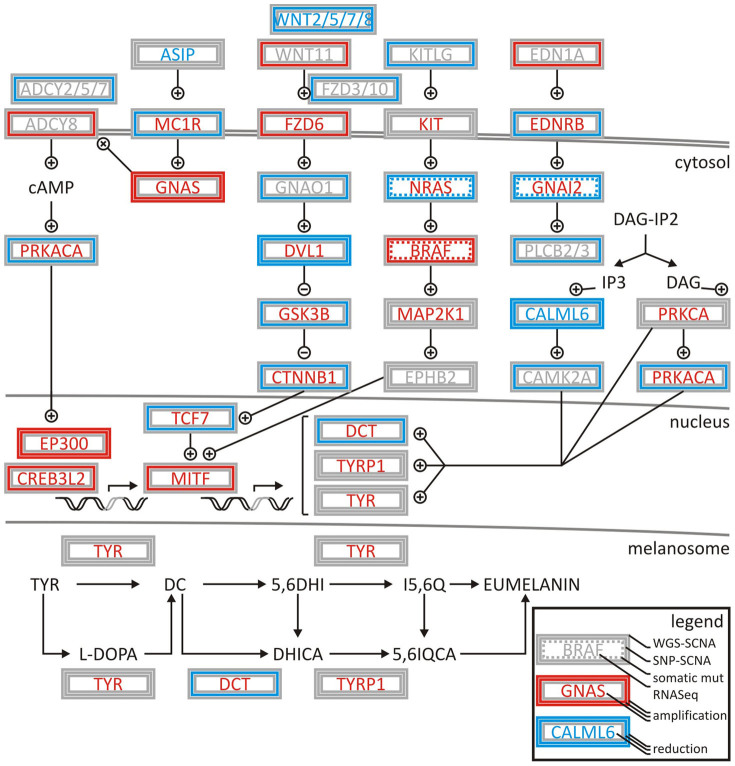 WNT2/5/7/8
ASIP
WNT11
KITLG
EDN1A
ADCY2/5/7
FZD3/10
ADCY8
MC1R
FZD6
KIT
EDNRB
cytosol
cAMP
GNAS
GNAO1
NRAS
GNAI2
DAG-IP2
PRKACA
DVL1
BRAF
PLCB2/3
IP3
DAG
GSK3B
MAP2K1
CALML6
PRKCA
CTNNB1
EPHB2
CAMK2A
PRKACA
nucleus
TCF7
DCT
EP300
TYRP1
CREB3L2
MITF
TYR
melanosome
TYR
TYR
TYR
DC
5,6DHI
I5,6Q
EUMELANIN
L-DOPA
DHICA
5,6IQCA
TYR
DCT
TYRP1
legend
BRAF
WGS-SCNA
SNP-SCNA
somatic mut
RNASeq
GNAS
amplification
CALML6
reduction